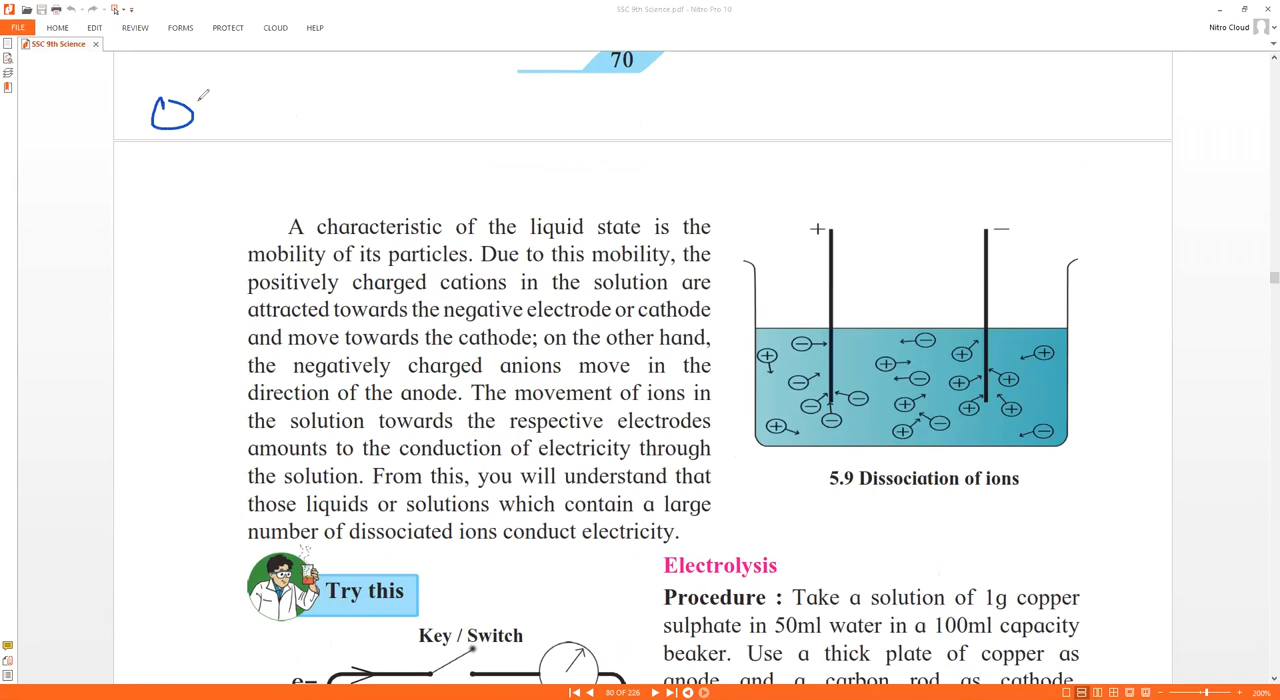 SSC 9th Science.pdf - Nitro Pro 10
FILE HOME EDIT REVIEW FORMS PROTECT CLOUD HELP
Nitro Cloud
SSC 9th Science
70
A characteristic of the liquid state is the
mobility of its particles. Due to this mobility, the
positively charged cations in the solution are
attracted towards the negative electrode or cathode
and move towards the cathode; on the other hand,
the negatively charged anions move in the
direction of the anode. The movement of ions in
the solution towards the respective electrodes
amounts to the conduction of electricity through
the solution. From this, you will understand that
those liquids or solutions which contain a large
number of dissociated ions conduct electricity.
5.9 Dissociation of ions
Try this
Key / Switch
e–
Electrolysis
Procedure : Take a solution of 1g copper
sulphate in 50ml water in a 100ml capacity
beaker. Use a thick plate of copper as
anode and a carbon rod as cathode.
80 OF 226
200%